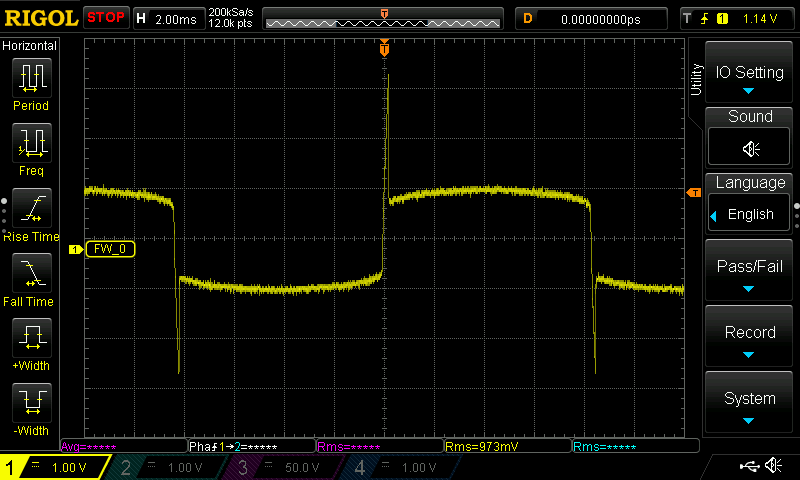 RIGOL STOP H 2.00ms 200kSa/s 12.0k pts T D 0.00000000ps T 1 1.14 V
Horizontal
Period
Freq
Rise Time
Fall Time
+Width
-Width
T
T
1 FW_0
Utility
IO Setting
Sound
Language
English
Pass/Fail
Record
System
Avg=***** Pha 1→2=***** Rms=***** Rms=973mV Rms=*****
1 = 1.00 V 2 = 1.00 V 3 = 50.0 V 4 = 1.00 V